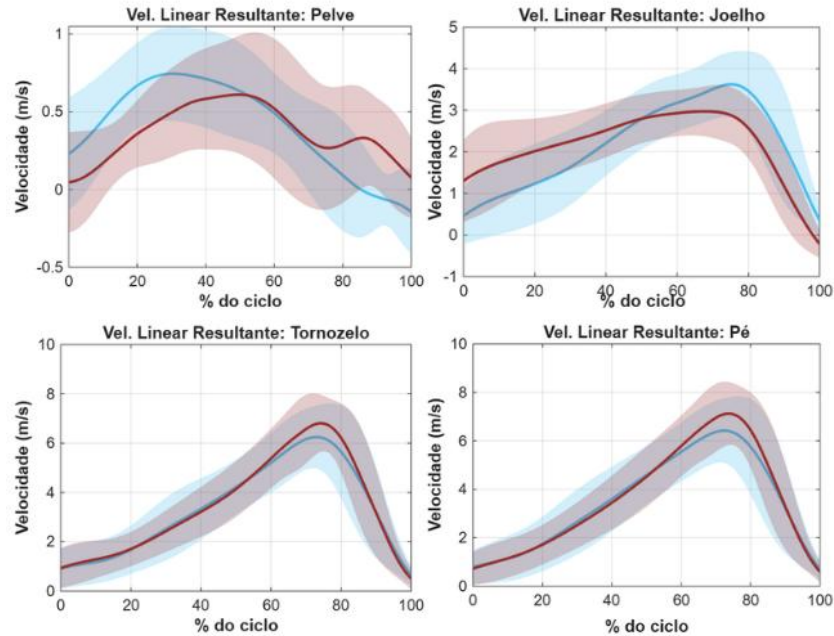 Vel. Linear Resultante: Pelve
1
0.5
0
-0.5
Velocidade (m/s)
0 20 40 60 80 100
% do ciclo
Vel. Linear Resultante: Joelho
5
4
3
2
1
0
-1
Velocidade (m/s)
0 20 40 60 80 100
% do ciclo
Vel. Linear Resultante: Tornozelo
10
8
6
4
2
0
Velocidade (m/s)
0 20 40 60 80 100
% do ciclo
Vel. Linear Resultante: Pé
10
8
6
4
2
0
Velocidade (m/s)
0 20 40 60 80 100
% do ciclo